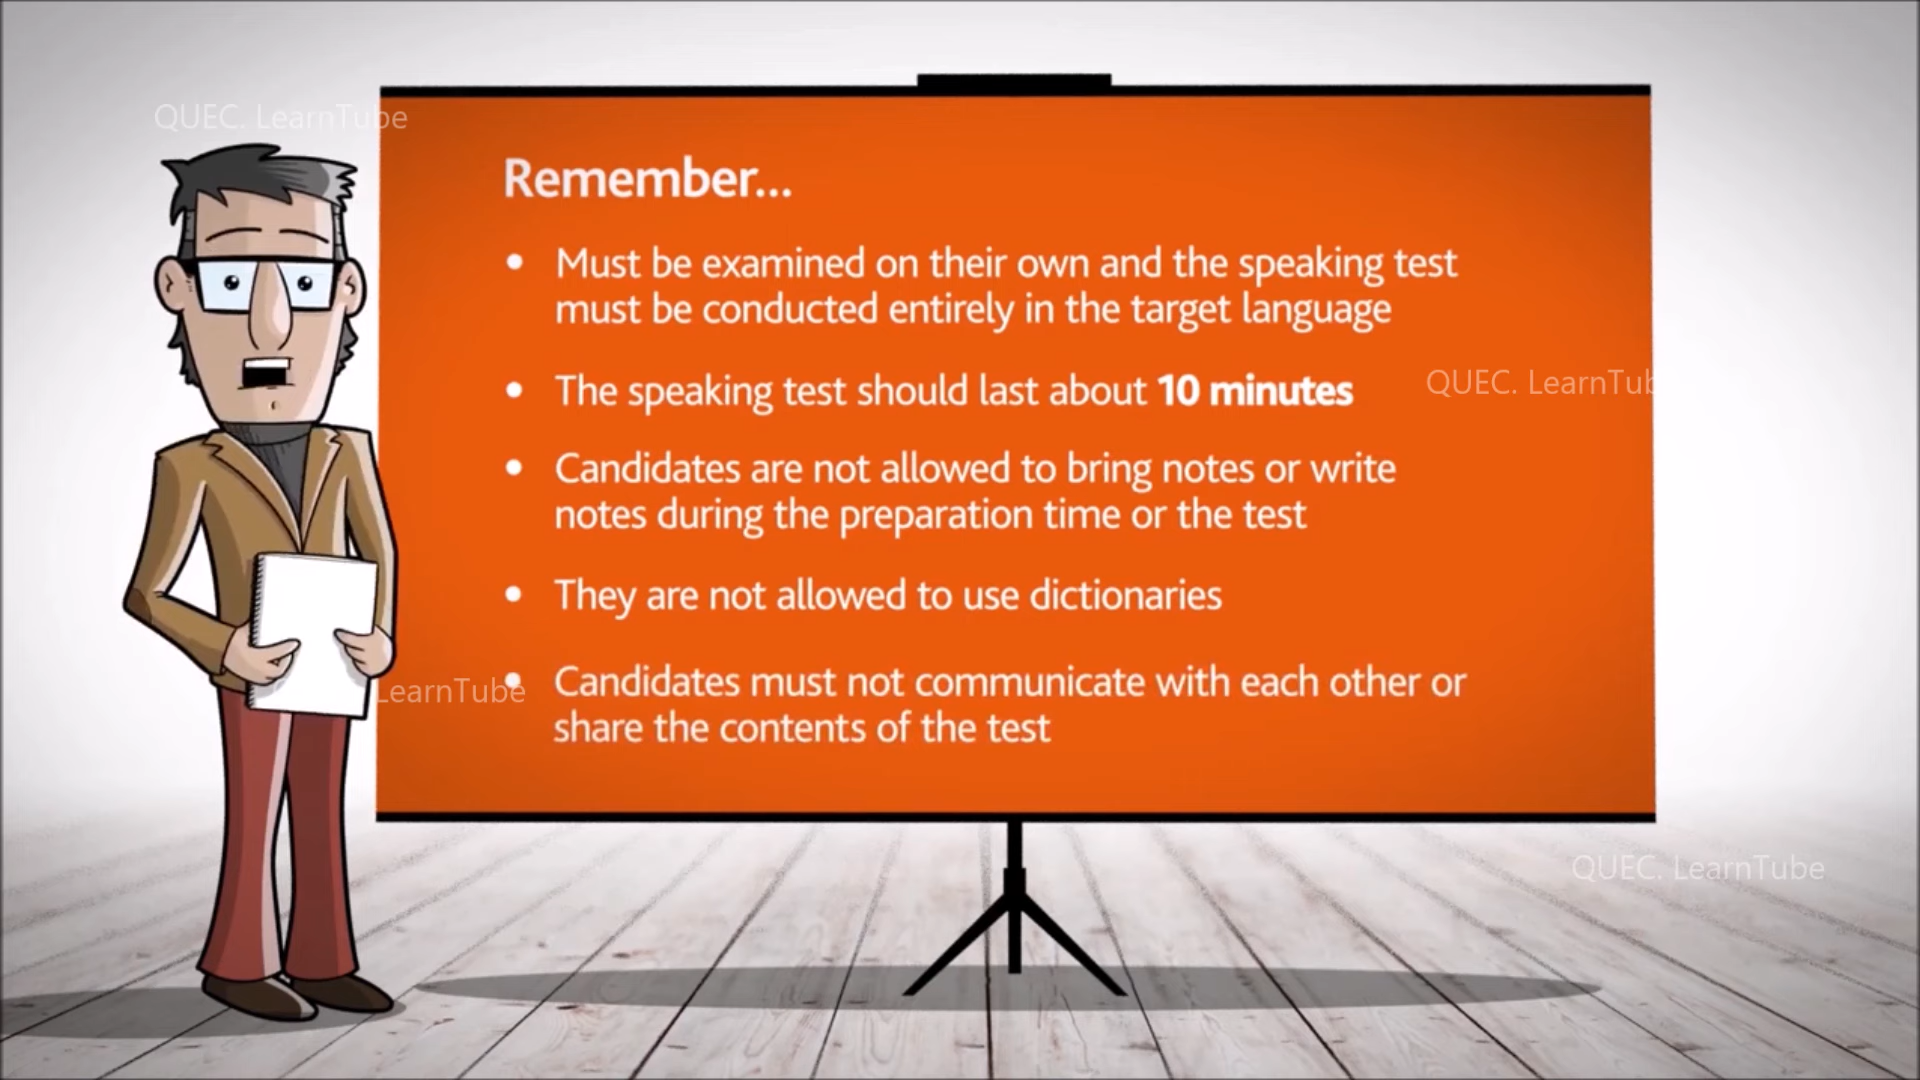 QUEC. LearnTube
Remember...
• Must be examined on their own and the speaking test
must be conducted entirely in the target language
• The speaking test should last about 10 minutes
QUEC. LearnTub
• Candidates are not allowed to bring notes or write
notes during the preparation time or the test
• They are not allowed to use dictionaries
• Candidates must not communicate with each other or
LearnTube
share the contents of the test
QUEC. LearnTube